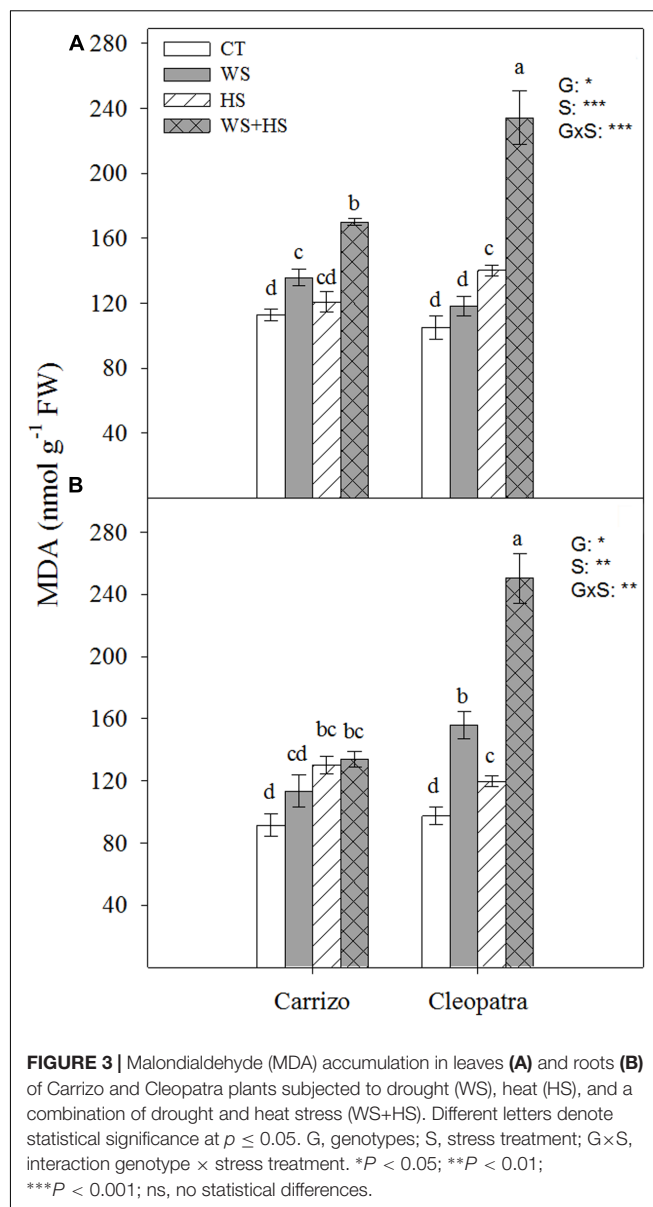 A
280
240
200
160
120
80
40
CT
WS
HS
WS+HS
d
c
cd
b
d
d
c
a
G: *
S: ***
GxS: ***
MDA (nmol g⁻¹ FW)
B
280
240
200
160
120
80
40
d
cd
bc
bc
d
b
c
a
G: *
S: **
GxS: **
Carrizo
Cleopatra
FIGURE 3 | Malondialdehyde (MDA) accumulation in leaves (A) and roots (B)
of Carrizo and Cleopatra plants subjected to drought (WS), heat (HS), and a
combination of drought and heat stress (WS+HS). Different letters denote
statistical significance at p ≤ 0.05. G, genotypes; S, stress treatment; G×S,
interaction genotype × stress treatment. *P < 0.05; **P < 0.01;
***P < 0.001; ns, no statistical differences.